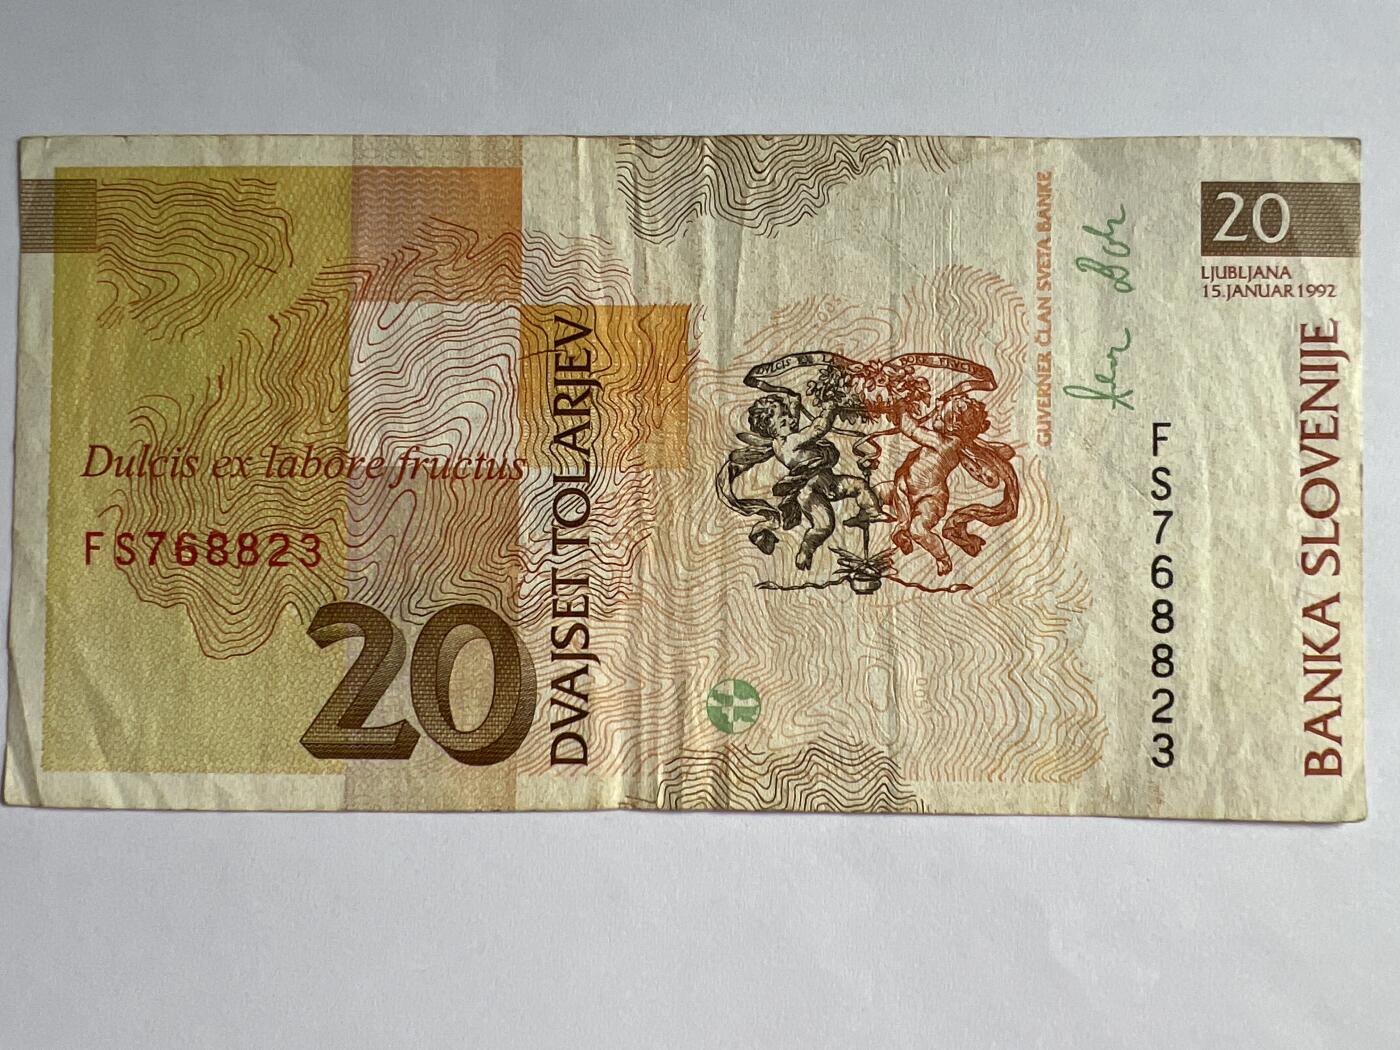 20
LJUBLJANA
15.JANUAR 1992
BANKA SLOVENIJE
GUVERNER ČLAN SVETA BANKE
FS768823
DVAJSET TOLARJEV
Dulcis ex labore fructus
FS768823
20